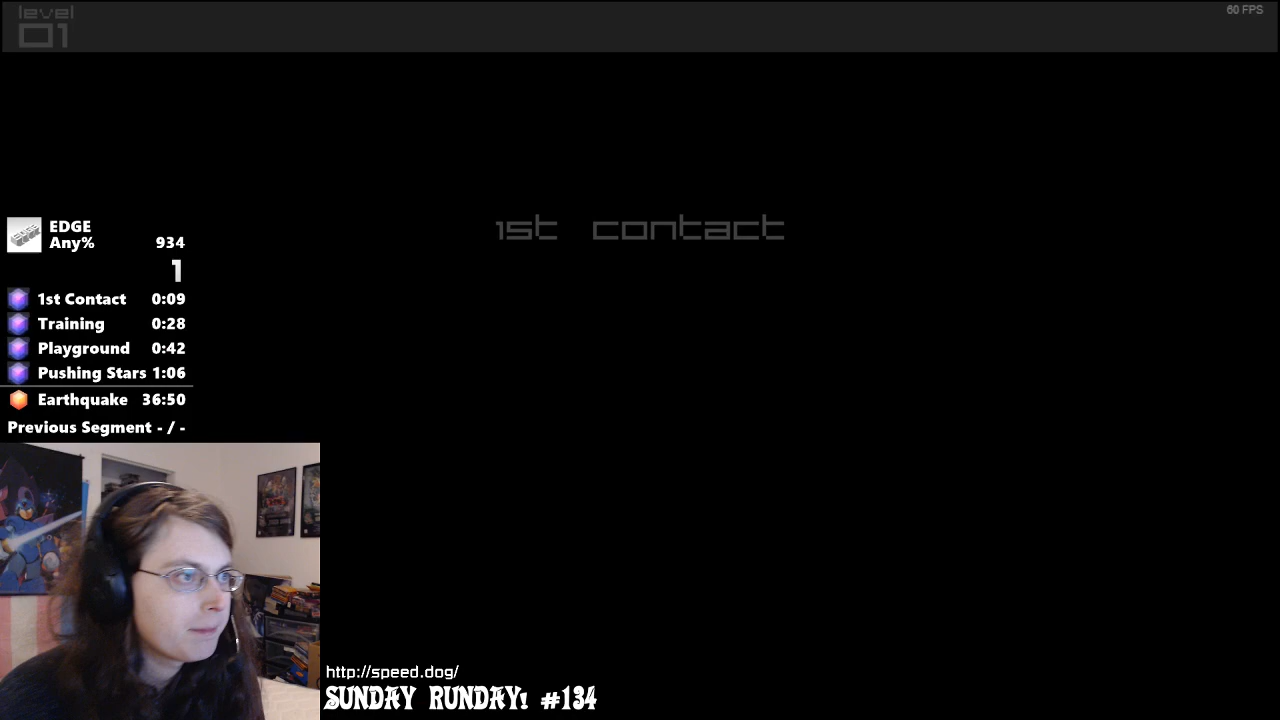 level
01
60 FPS
1st contact
EDGE
Any% 934
1
1st Contact 0:09
Training 0:28
Playground 0:42
Pushing Stars 1:06
Earthquake 36:50
Previous Segment - / -
http://speed.dog/
SUNDAY RUNDAY! #134